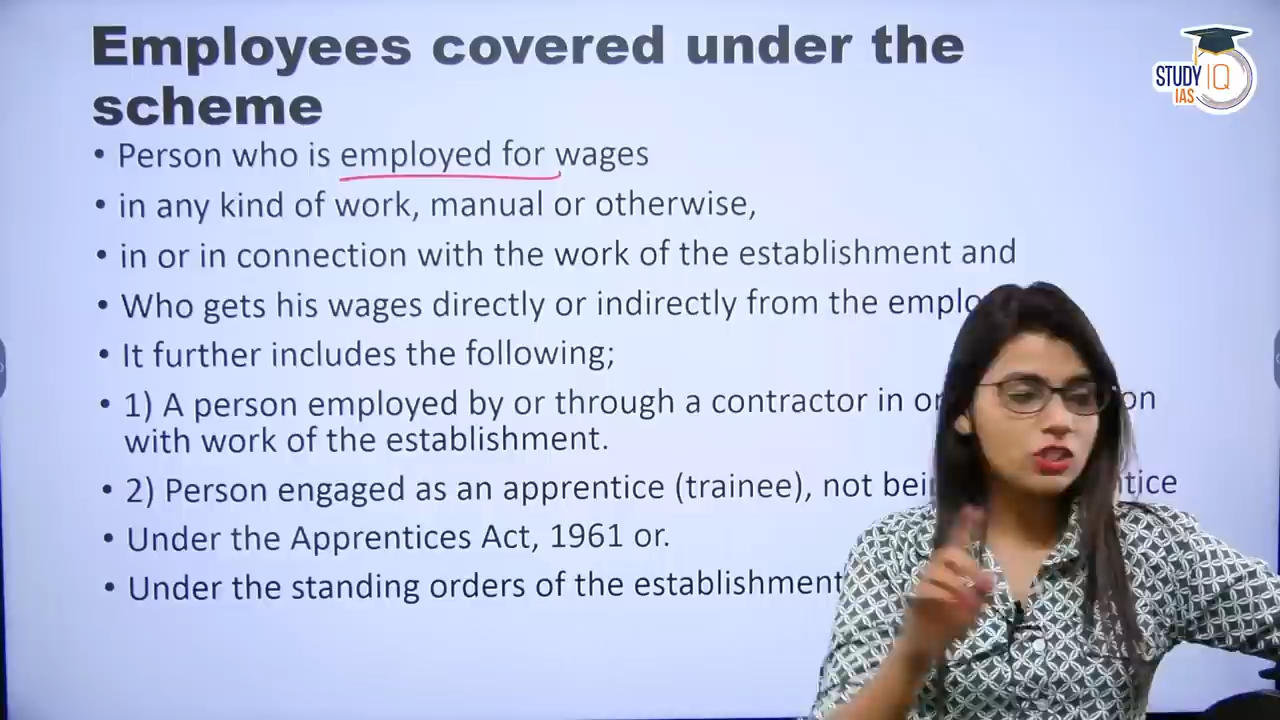 Employees covered under the
scheme
STUDY IQ
IAS
• Person who is employed for wages
• in any kind of work, manual or otherwise,
• in or in connection with the work of the establishment and
• Who gets his wages directly or indirectly from the
• It further includes the following;
• 1) A person employed by or through a contractor in
with work of the establishment.
• 2) Person engaged as an apprentice (trainee), not
• Under the Apprentices Act, 1961 or.
• Under the standing orders of the establishment